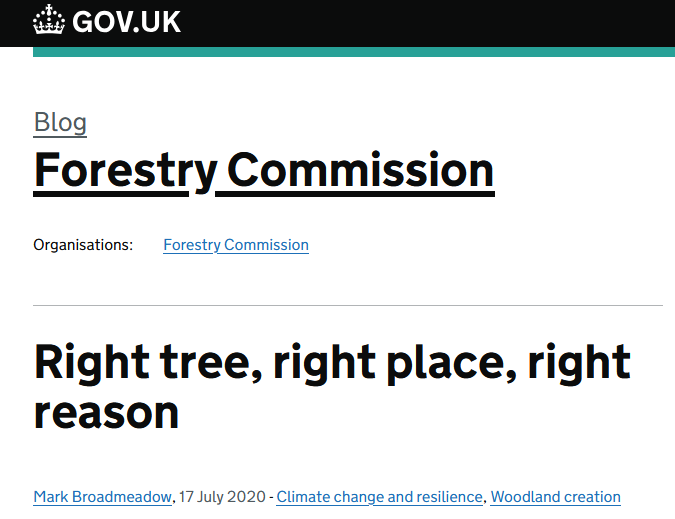 GOV.UK
Blog
Forestry Commission
Organisations: Forestry Commission
Right tree, right place, right
reason
Mark Broadmeadow, 17 July 2020 - Climate change and resilience, Woodland creation